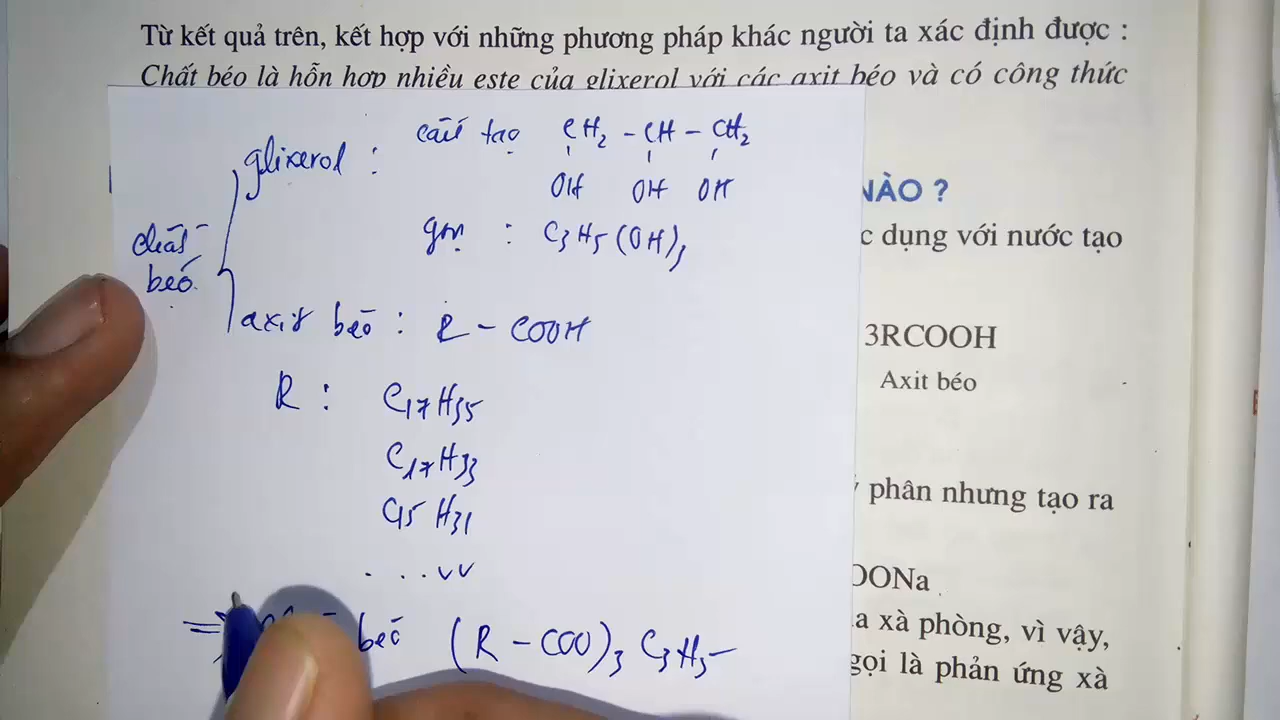 Từ kết quả trên, kết hợp với những phương pháp khác người ta xác định được :
Chất béo là hỗn hợp nhiều este của glixerol với các axit béo và có công thức
glixerol : cấu tạo CH₂ - CH - CH₂
OH OH OH
NÀO ?
gọn : C₃H₅(OH)₃
c dụng với nước tạo
chất
béo
axit béo : R - COOH
3RCOOH
Axit béo
R : C₁₇H₃₅
C₁₇H₃₃
phân nhưng tạo ra
C₁₅H₃₁
. . . vv
OONa
a xà phòng, vì vậy,
⇒ béo (R - COO)₃ C₃H₅
gọi là phản ứng xà